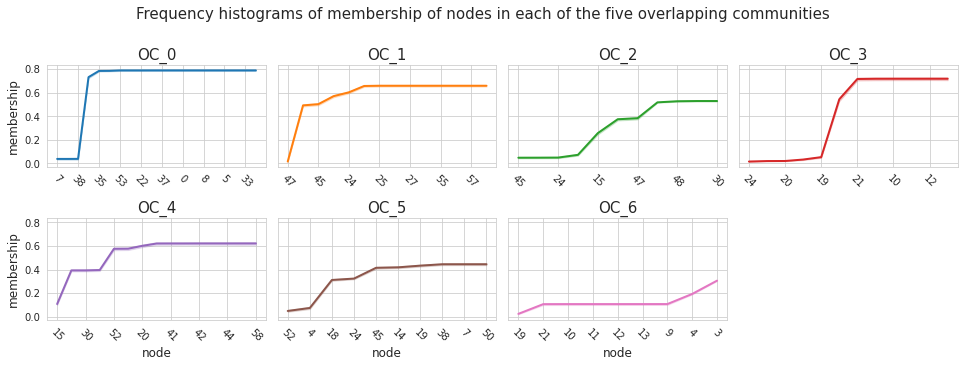 Frequency histograms of membership of nodes in each of the five overlapping communities
OC_0 OC_1 OC_2 OC_3
membership
0.8
0.6
0.4
0.2
0.0
7 38 35 53 22 37 0 8 5 33
47 45 24 25 27 55 57
45 24 15 47 48 30
24 20 19 21 10 12
OC_4 OC_5 OC_6
membership
0.8
0.6
0.4
0.2
0.0
15 30 52 20 41 42 44 58
52 4 18 24 45 14 19 38 7 50
19 21 10 11 12 13 9 4 3
node node node